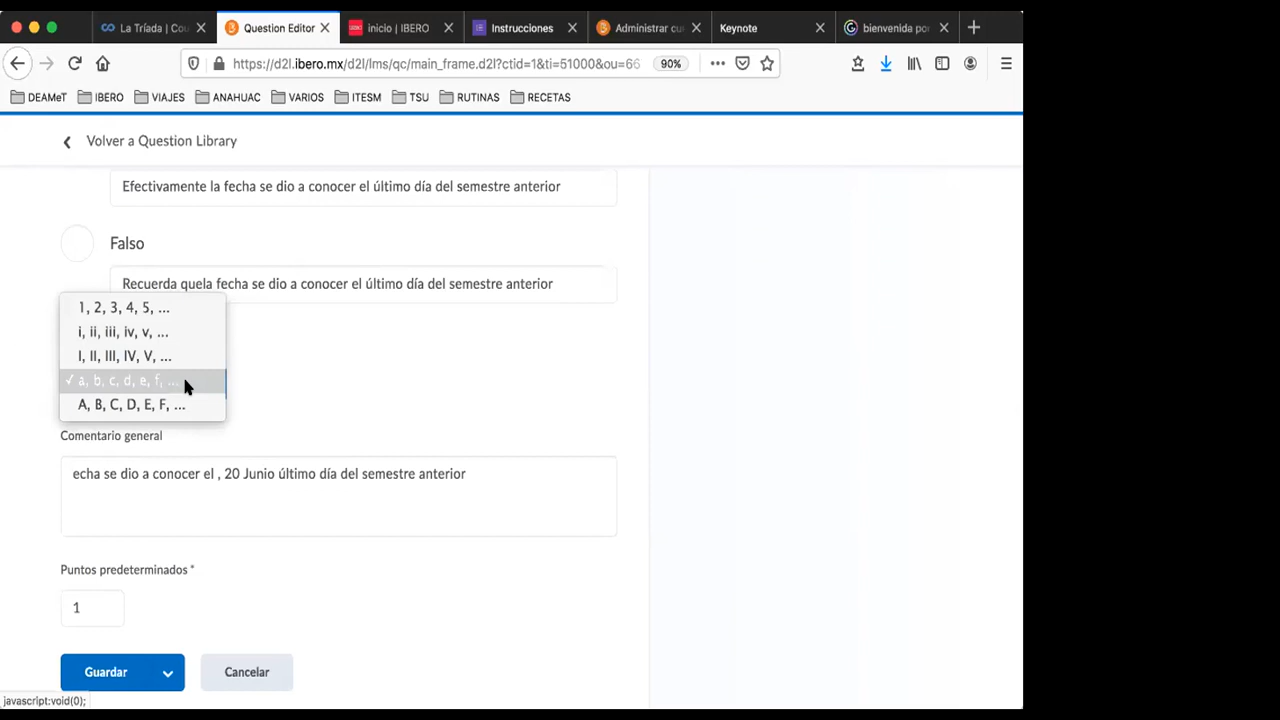 La Tríada | Cou
Question Editor
inicio | IBERO
Instrucciones
Administrar cu
Keynote
bienvenida po
https://d2l.ibero.mx/d2l/lms/qc/main_frame.d2l?ctid=1&ti=51000&ou=66
90%
DEAMeT
IBERO
VIAJES
ANAHUAC
VARIOS
ITESM
TSU
RUTINAS
RECETAS
Volver a Question Library
Efectivamente la fecha se dio a conocer el último día del semestre anterior
Falso
Recuerda quela fecha se dio a conocer el último día del semestre anterior
1, 2, 3, 4, 5, ...
i, ii, iii, iv, v, ...
I, II, III, IV, V, ...
a, b, c, d, e, f, ...
A, B, C, D, E, F, ...
Comentario general
echa se dio a conocer el , 20 Junio último día del semestre anterior
Puntos predeterminados *
1
Guardar
Cancelar
javascript:void(0);